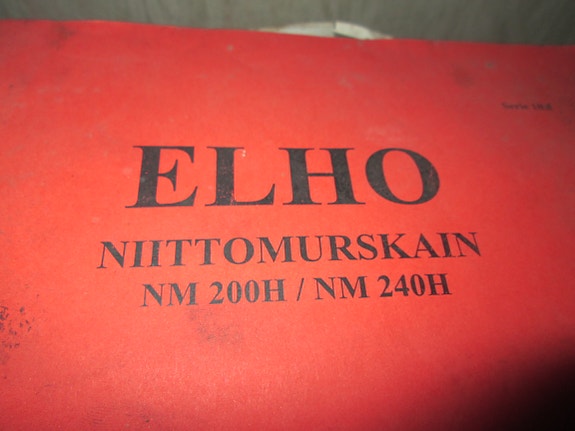 ELHO
NIITTOMURSKAIN
NM 200H / NM 240H